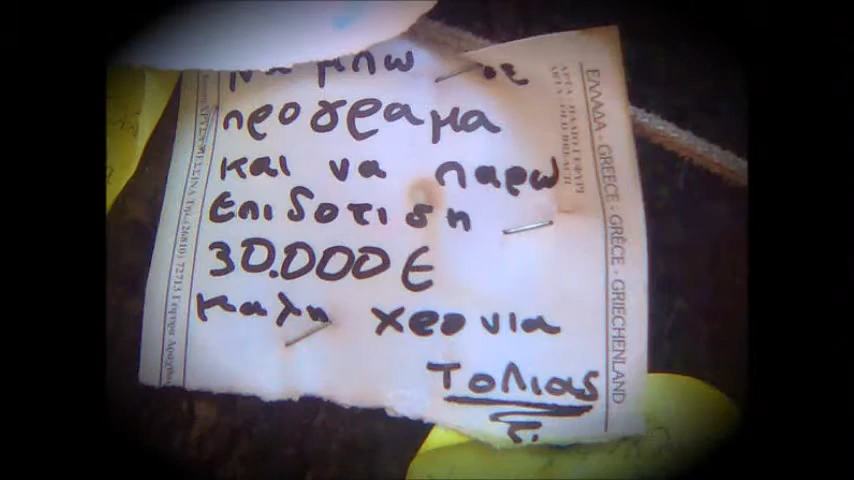 να μπω σε
προγραμα
και να παρω
Επιδοτιση
30.000€
καλη χρονια
Τολιας
ΕΛΛΑΔΑ - GREECE - GRÈCE - GRIECHENLAND